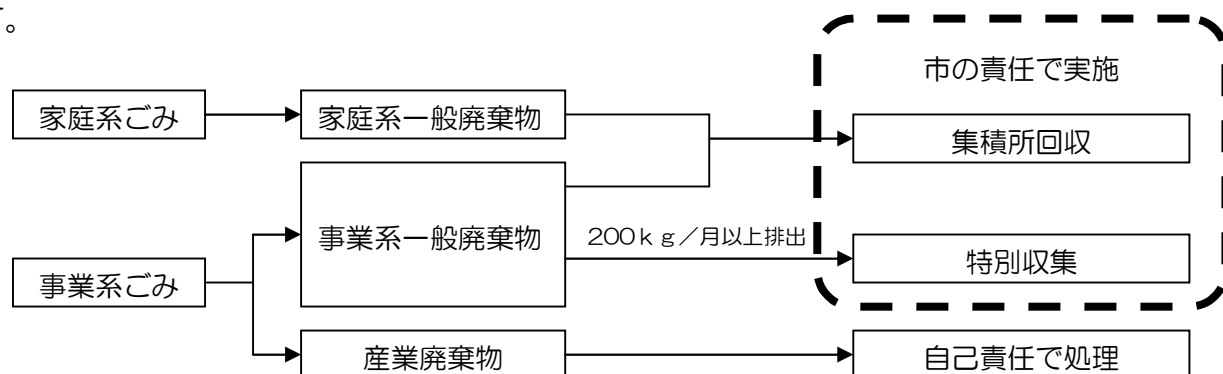 。
市の責任で実施
家庭系ごみ
家庭系一般廃棄物
集積所回収
事業系一般廃棄物
200kg/月以上排出
特別収集
事業系ごみ
産業廃棄物
自己責任で処理